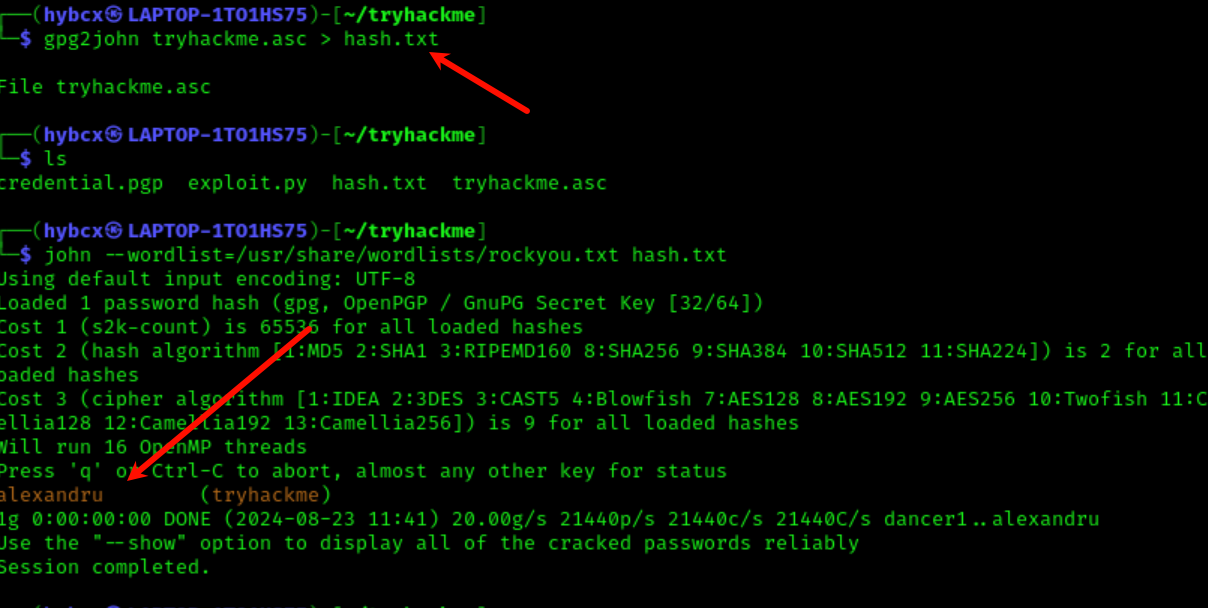 ┌──(hybcx㉿LAPTOP-1TO1HS75)-[~/tryhackme]
└─$ gpg2john tryhackme.asc > hash.txt
File tryhackme.asc
┌──(hybcx㉿LAPTOP-1TO1HS75)-[~/tryhackme]
└─$ ls
credential.pgp  exploit.py  hash.txt  tryhackme.asc
┌──(hybcx㉿LAPTOP-1TO1HS75)-[~/tryhackme]
└─$ john --wordlist=/usr/share/wordlists/rockyou.txt hash.txt
Using default input encoding: UTF-8
Loaded 1 password hash (gpg, OpenPGP / GnuPG Secret Key [32/64])
Cost 1 (s2k-count) is 65536 for all loaded hashes
Cost 2 (hash algorithm [1:MD5 2:SHA1 3:RIPEMD160 8:SHA256 9:SHA384 10:SHA512 11:SHA224]) is 2 for all
loaded hashes
Cost 3 (cipher algorithm [1:IDEA 2:3DES 3:CAST5 4:Blowfish 7:AES128 8:AES192 9:AES256 10:Twofish 11:C
ellia128 12:Camellia192 13:Camellia256]) is 9 for all loaded hashes
Will run 16 OpenMP threads
Press 'q' or Ctrl-C to abort, almost any other key for status
alexandru        (tryhackme)
1g 0:00:00:00 DONE (2024-08-23 11:41) 20.00g/s 21440p/s 21440c/s 21440C/s dancer1..alexandru
Use the "--show" option to display all of the cracked passwords reliably
Session completed.